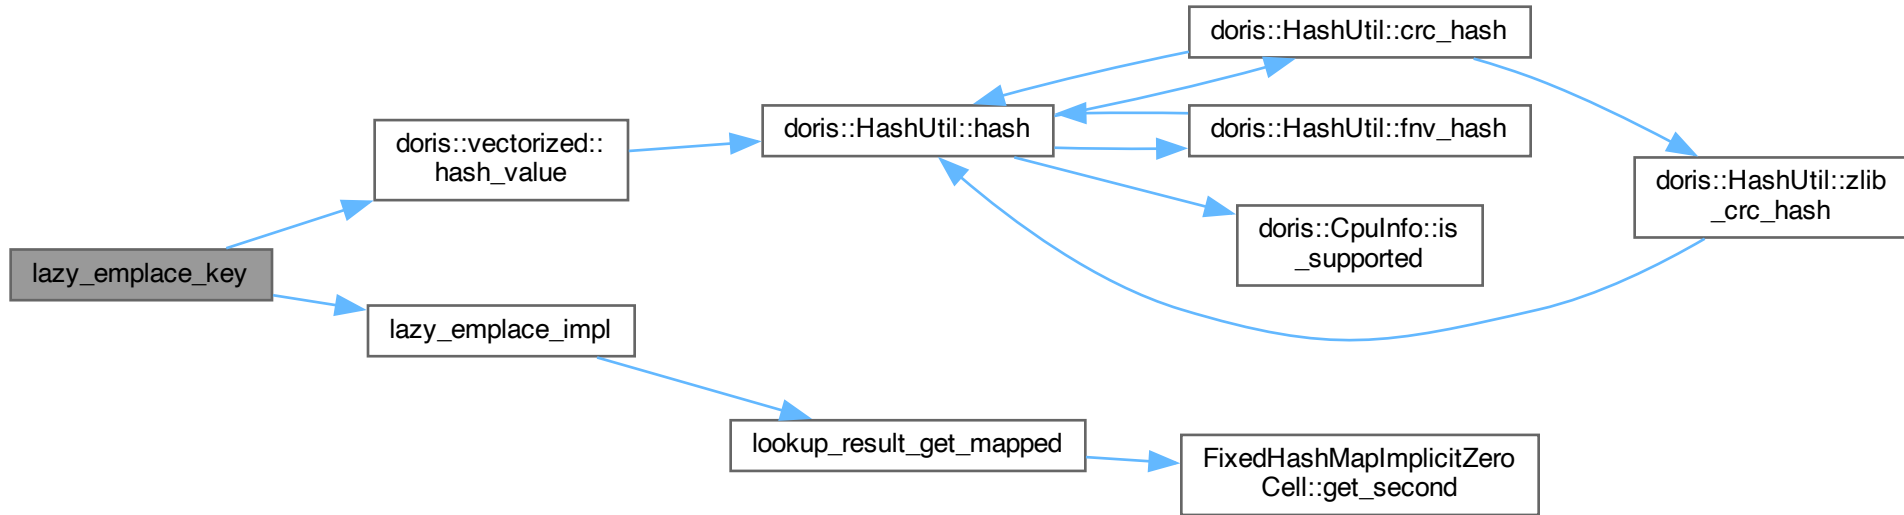 lazy_emplace_key
doris::vectorized::
hash_value
lazy_emplace_impl
doris::HashUtil::hash
lookup_result_get_mapped
doris::HashUtil::crc_hash
doris::HashUtil::fnv_hash
doris::CpuInfo::is
_supported
FixedHashMapImplicitZero
Cell::get_second
doris::HashUtil::zlib
_crc_hash